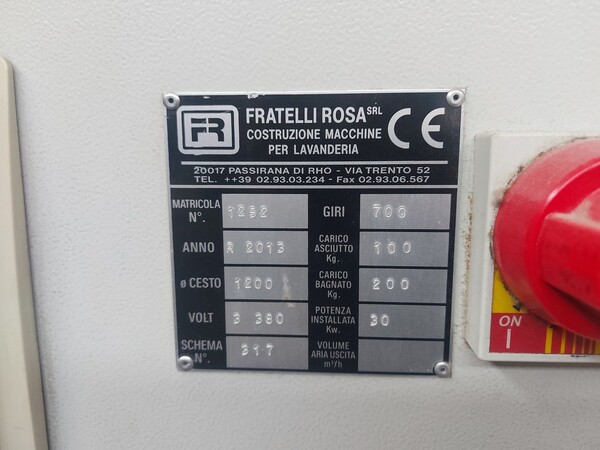 FR
FRATELLI ROSA SRL
COSTRUZIONE MACCHINE
PER LAVANDERIA
CE
20017 PASSIRANA DI RHO - VIA TRENTO 52
TEL. ++39 02.93.03.234 - Fax 02.93.06.567
MATRICOLA N°. 1292 GIRI 700
ANNO R 2013 CARICO ASCIUTTO Kg. 100
ø CESTO 1200 CARICO BAGNATO Kg. 200
VOLT 3 380 POTENZA INSTALLATA Kw. 30
SCHEMA N°. 317 VOLUME ARIA USCITA m³/h
ON
I